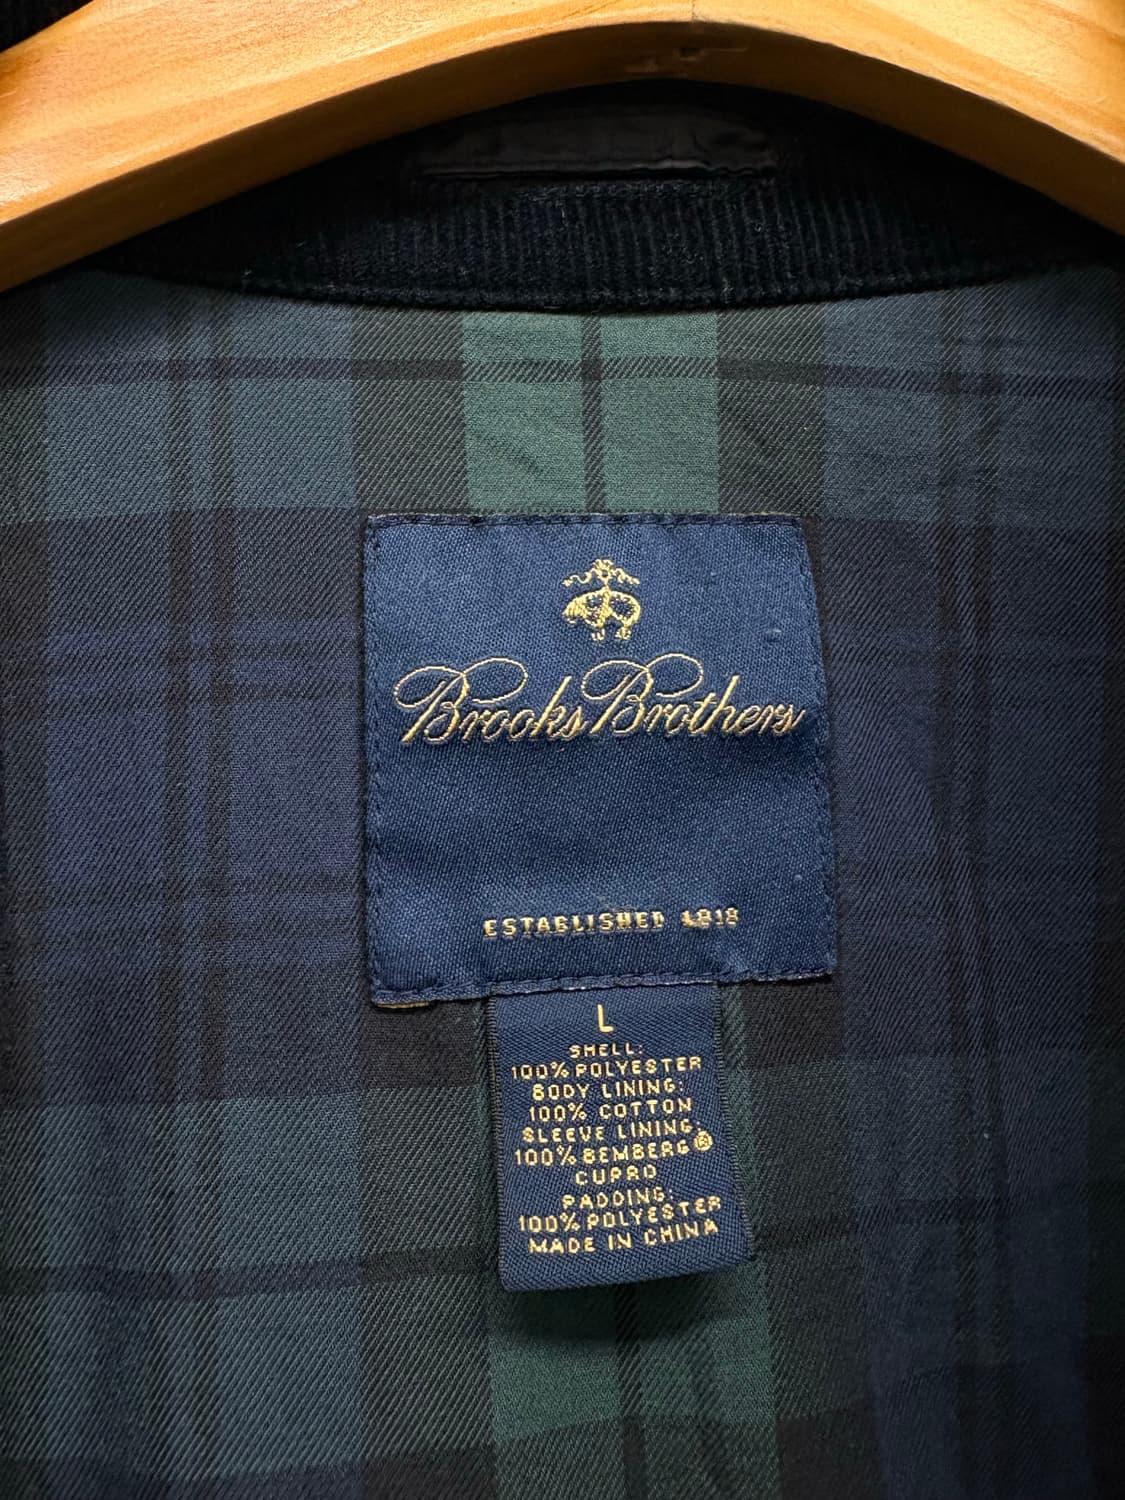 Brooks Brothers
ESTABLISHED 1818
L
SHELL:
100% POLYESTER
BODY LINING:
100% COTTON
SLEEVE LINING:
100% BEMBERG®
CUPRO
PADDING:
100% POLYESTER
MADE IN CHINA